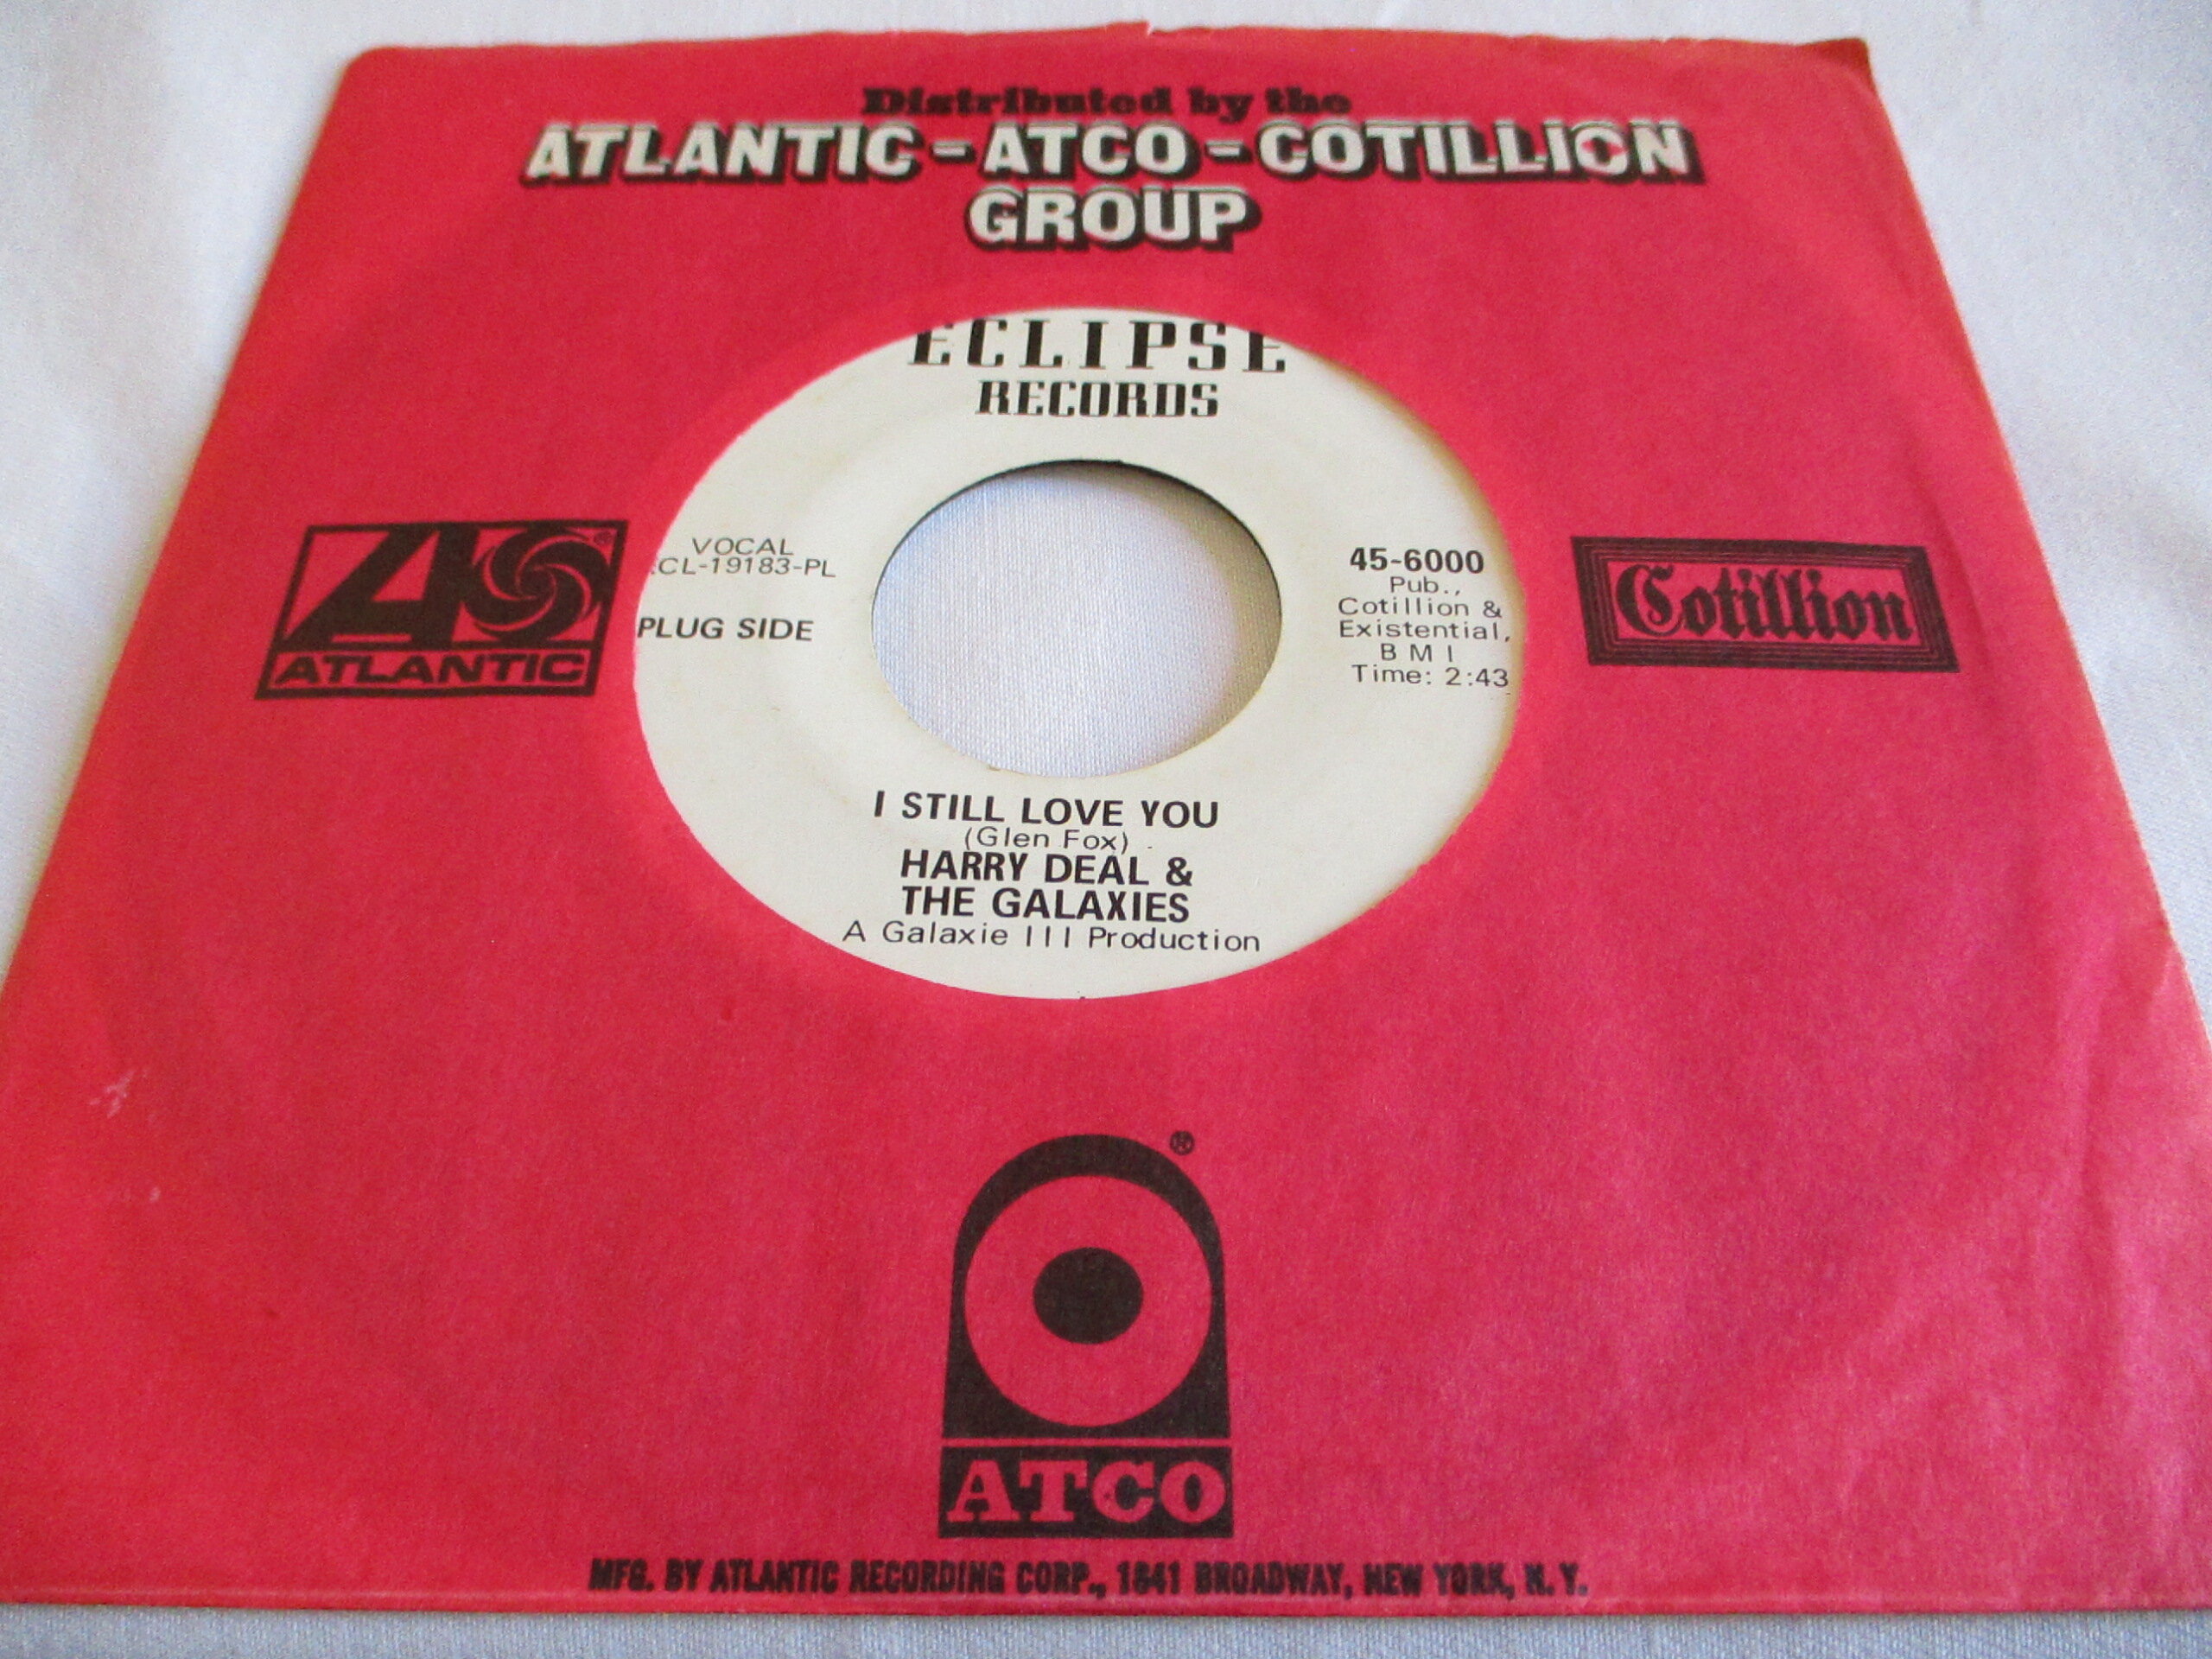 Distributed by the
ATLANTIC-ATCO-COTILLION
GROUP
ECLIPSE
RECORDS
VOCAL
CL-19183-PL
PLUG SIDE
45-6000
Pub.,
Cotillion &
Existential,
BMI
Time: 2:43
ATLANTIC
®
Cotillion
I STILL LOVE YOU
(Glen Fox)
HARRY DEAL &
THE GALAXIES
A Galaxie III Production
®
ATCO
MFG. BY ATLANTIC RECORDING CORP., 1841 BROADWAY, NEW YORK, N.Y.